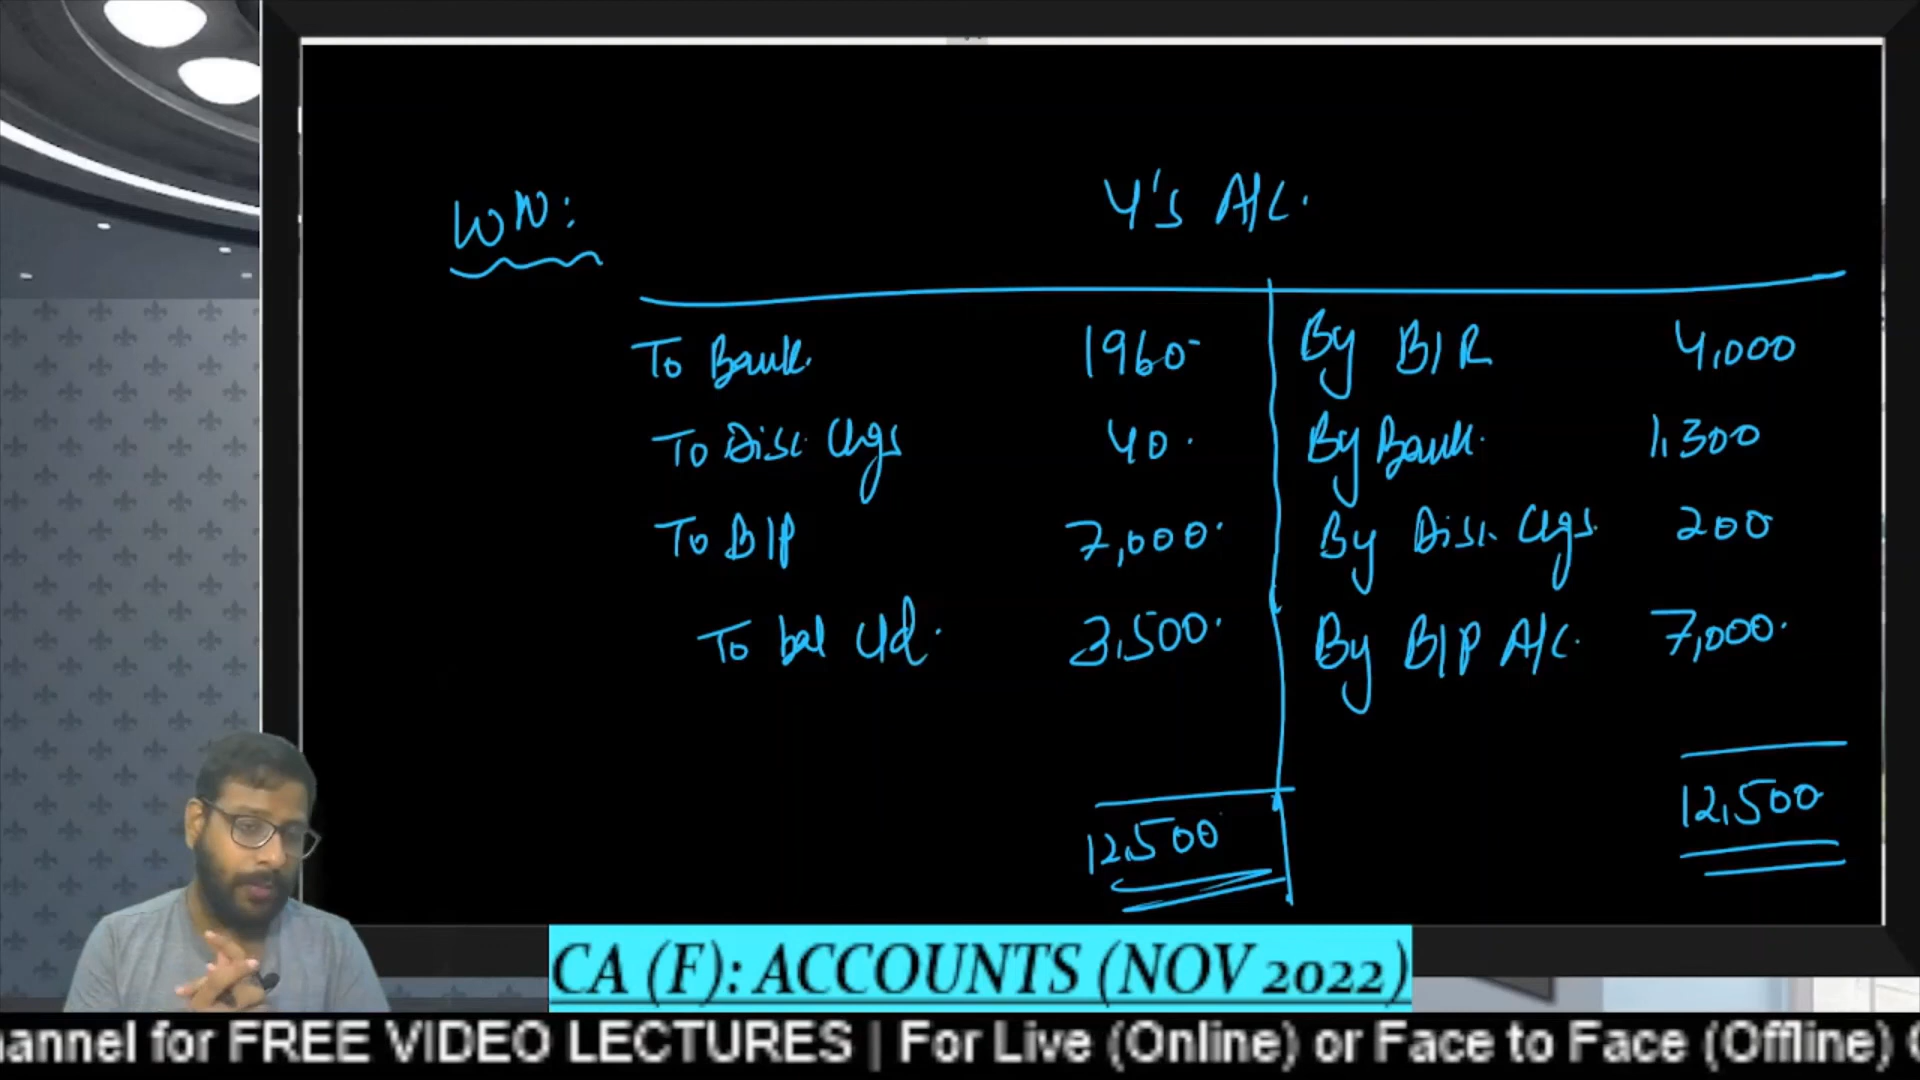 WN:
Y's A/c.
To Bank. 1960 By B/R 4,000
To Disc. Chgs 40. By Bank. 1,300
To B/P 7,000. By Disc. Chgs. 200
To bal c/d. 3,500. By B/P A/c. 7,000.
12,500 12,500
CA (F): ACCOUNTS (NOV 2022)
hannel for FREE VIDEO LECTURES | For Live (Online) or Face to Face (Offline)